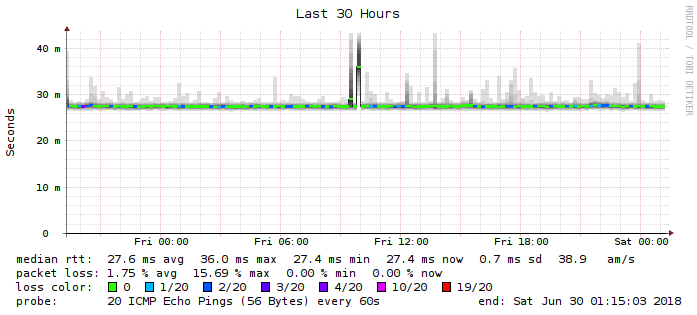 Last 30 Hours
RRDTOOL / TOBI OETIKER
Seconds
40 m
30 m
20 m
10 m
0
Fri 00:00 Fri 06:00 Fri 12:00 Fri 18:00 Sat 00:00
median rtt: 27.6 ms avg 36.0 ms max 27.4 ms min 27.4 ms now 0.7 ms sd 38.9 am/s
packet loss: 1.75 % avg 15.69 % max 0.00 % min 0.00 % now
loss color: 0 1/20 2/20 3/20 4/20 10/20 19/20
probe: 20 ICMP Echo Pings (56 Bytes) every 60s end: Sat Jun 30 01:15:03 2018